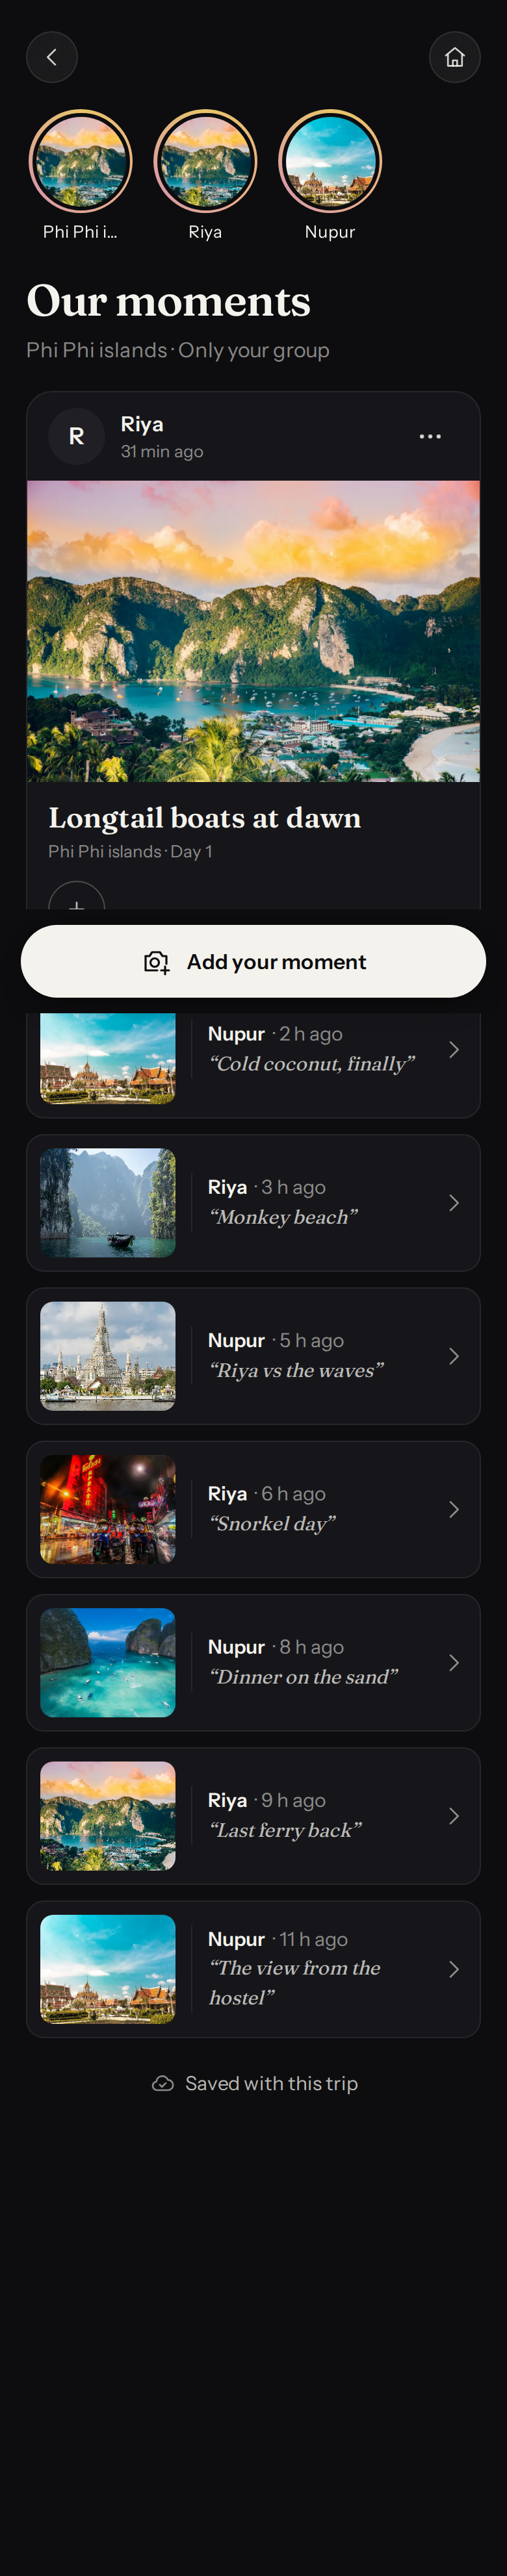 Phi Phi i...
Riya
Nupur
Our moments
Phi Phi islands · Only your group
R
Riya
31 min ago
Longtail boats at dawn
Phi Phi islands · Day 1
Add your moment
Nupur · 2 h ago
“Cold coconut, finally”
Riya · 3 h ago
“Monkey beach”
Nupur · 5 h ago
“Riya vs the waves”
Riya · 6 h ago
“Snorkel day”
Nupur · 8 h ago
“Dinner on the sand”
Riya · 9 h ago
“Last ferry back”
Nupur · 11 h ago
“The view from the
hostel”
Saved with this trip